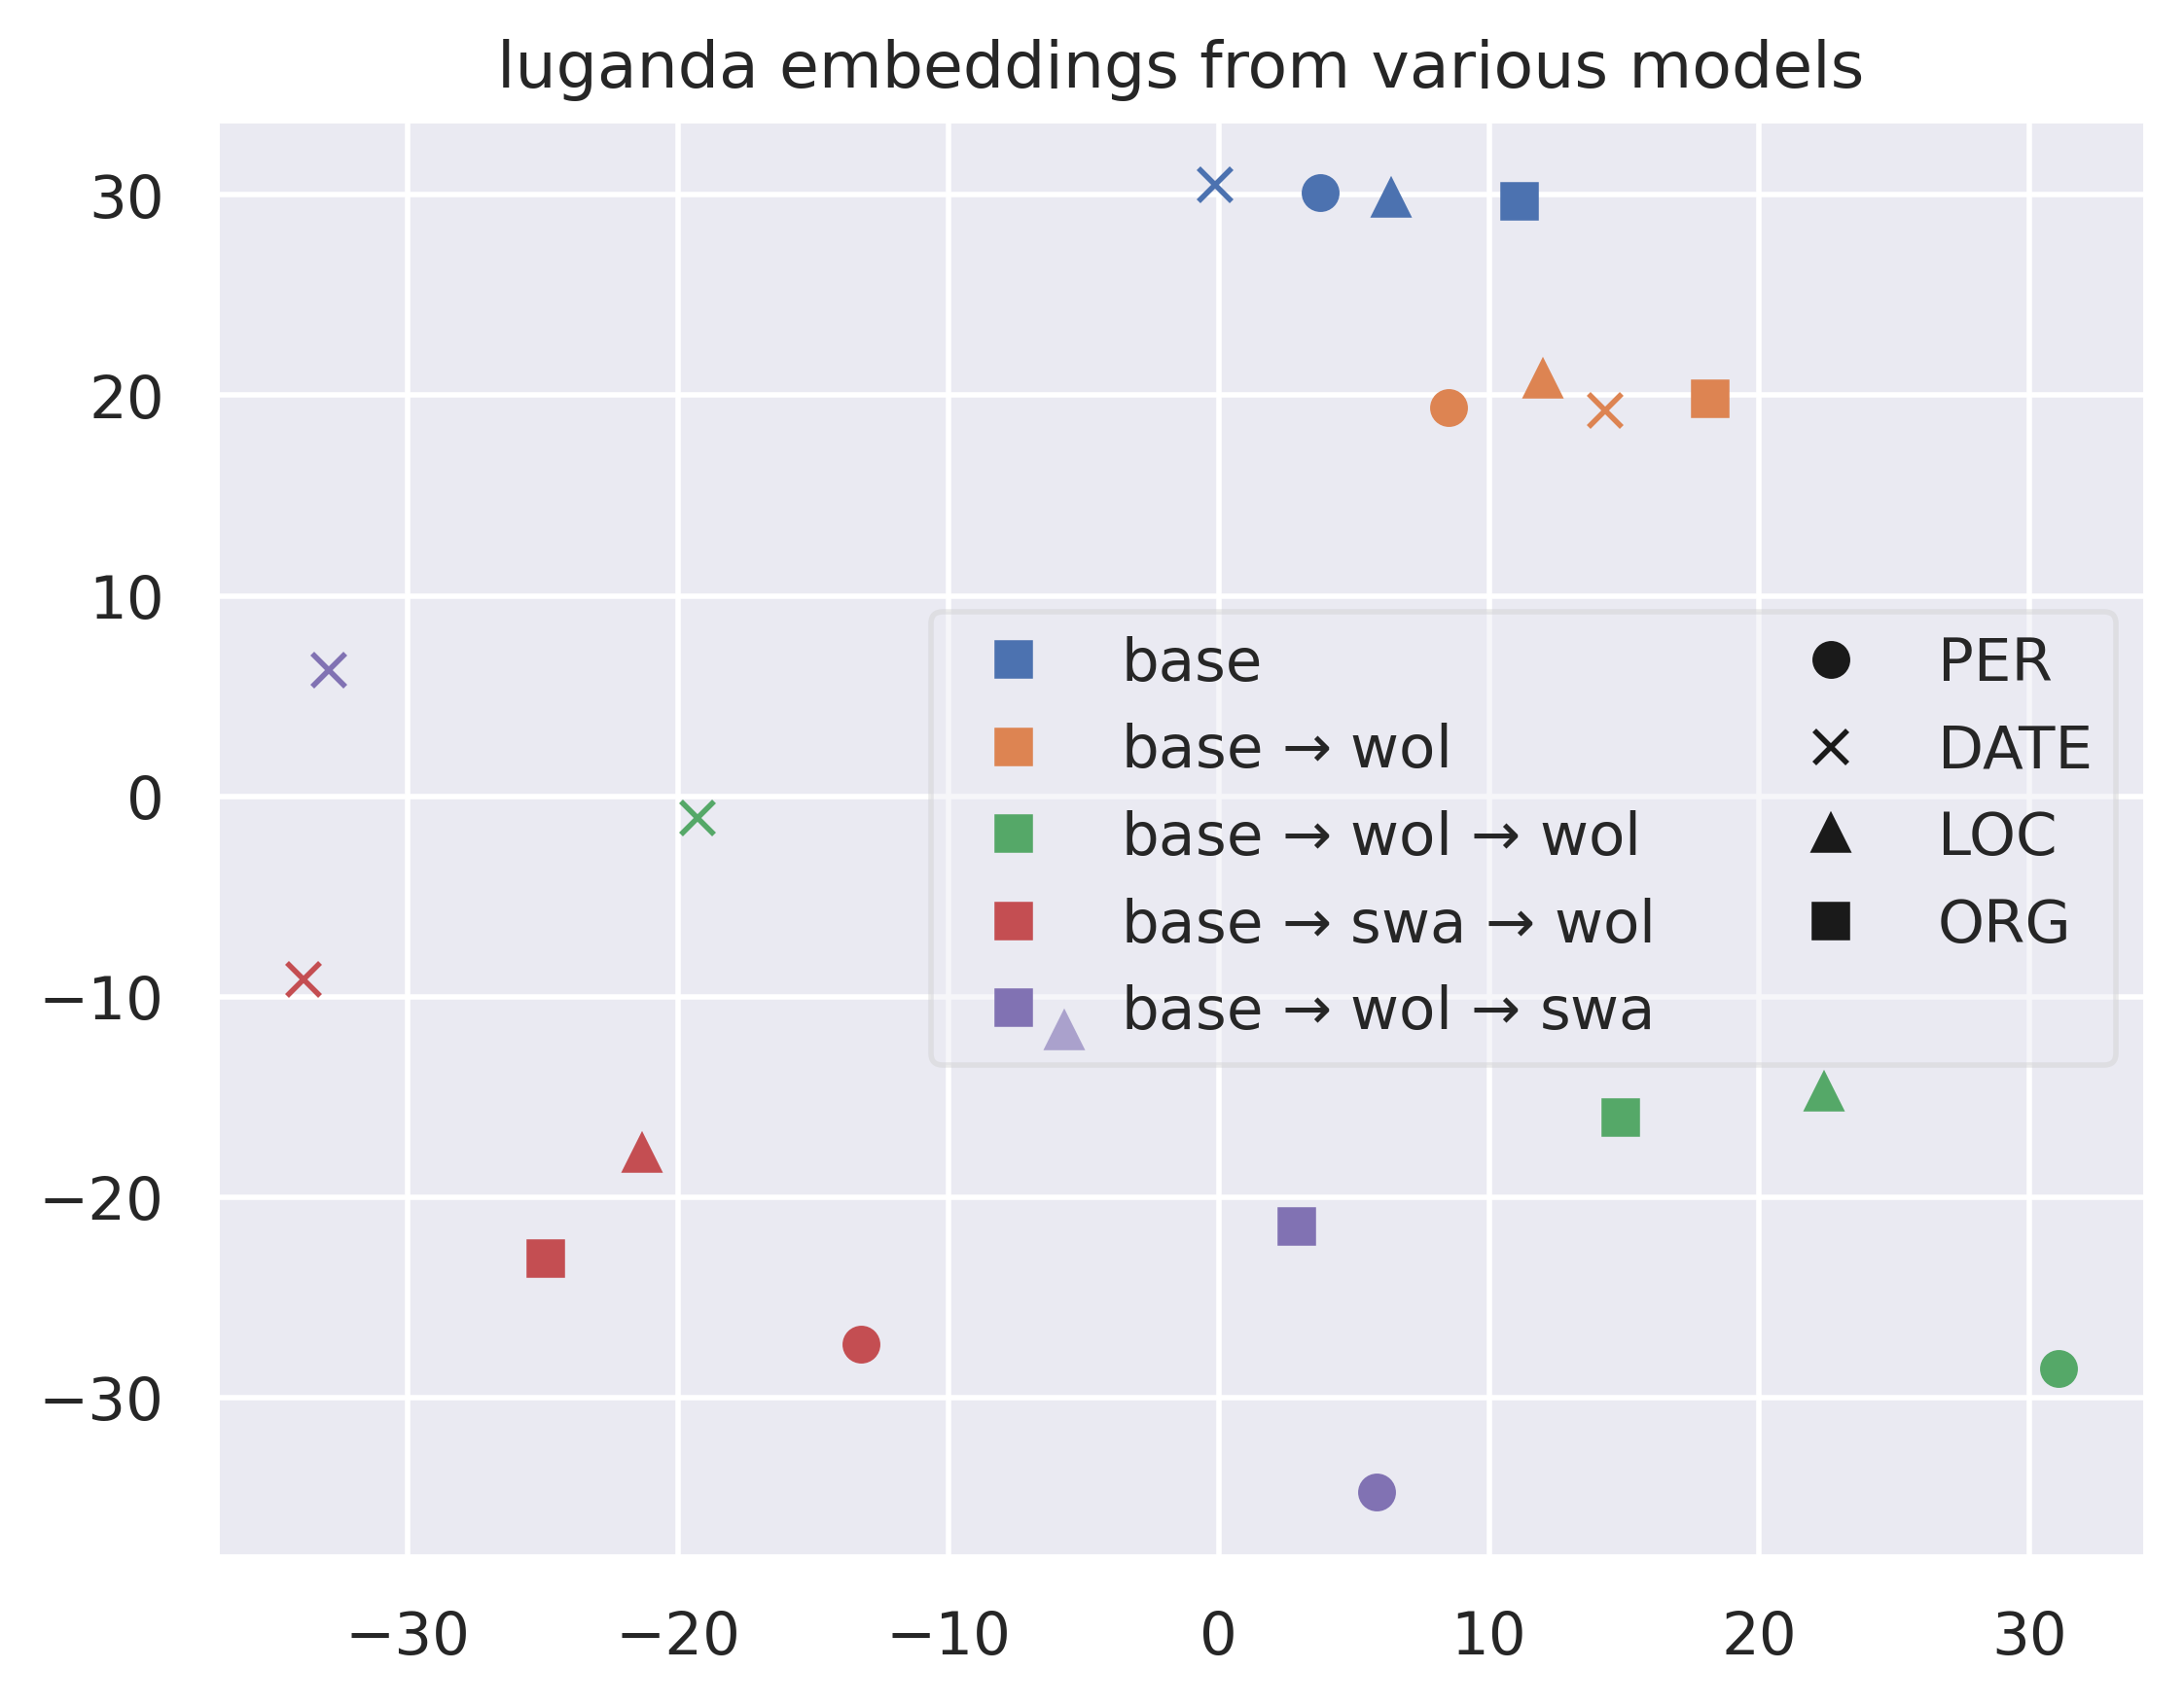 luganda embeddings from various models
30
20
10
0
−10
−20
−30
base
base → wol
base → wol → wol
base → swa → wol
base → wol → swa
PER
DATE
LOC
ORG
−30 −20 −10 0 10 20 30